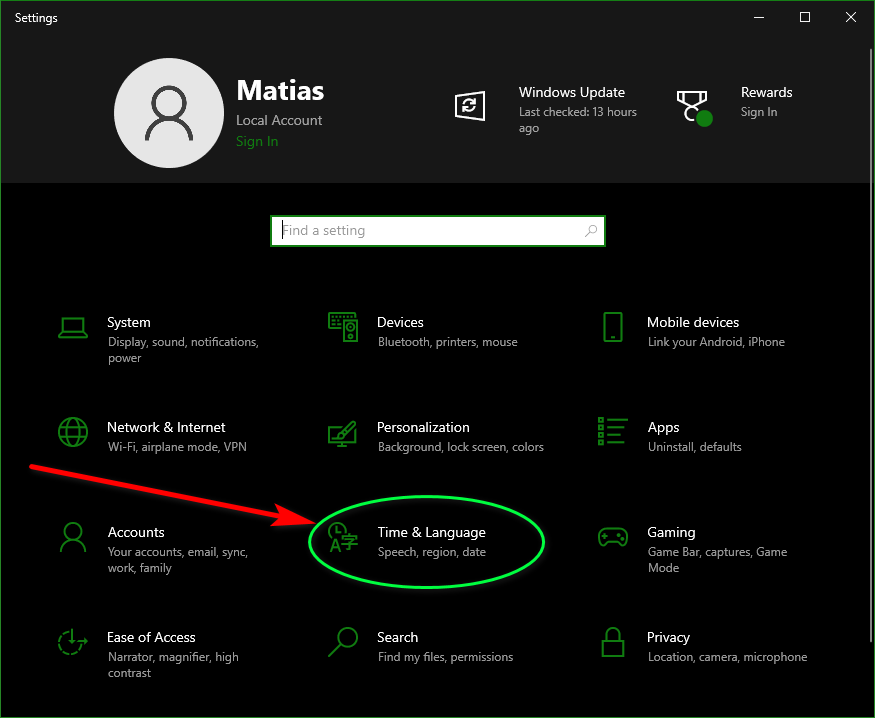 Settings
Matias
Local Account
Sign In
Windows Update
Last checked: 13 hours
ago
Rewards
Sign In
Find a setting
System
Display, sound, notifications,
power
Devices
Bluetooth, printers, mouse
Mobile devices
Link your Android, iPhone
Network & Internet
Wi-Fi, airplane mode, VPN
Personalization
Background, lock screen, colors
Apps
Uninstall, defaults
Accounts
Your accounts, email, sync,
work, family
A字
Time & Language
Speech, region, date
Gaming
Game Bar, captures, Game
Mode
Ease of Access
Narrator, magnifier, high
contrast
Search
Find my files, permissions
Privacy
Location, camera, microphone